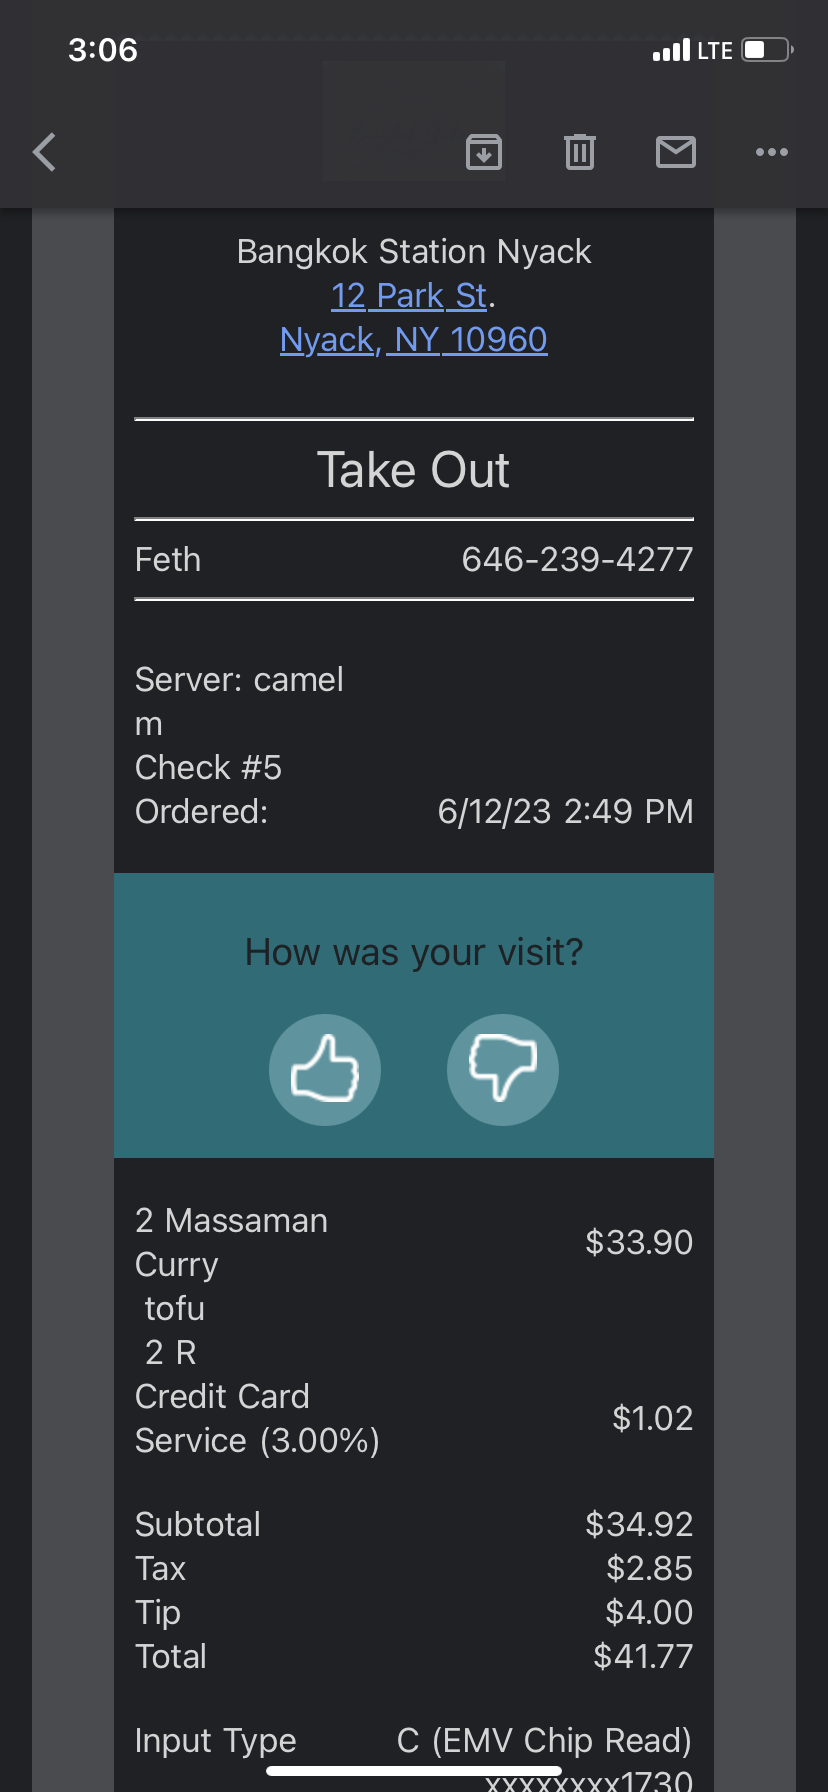 3:06
LTE
Bangkok Station Nyack
12 Park St.
Nyack, NY 10960
Take Out
Feth 646-239-4277
Server: camel
m
Check #5
Ordered: 6/12/23 2:49 PM
How was your visit?
2 Massaman
Curry $33.90
tofu
2 R
Credit Card
Service (3.00%) $1.02
Subtotal $34.92
Tax $2.85
Tip $4.00
Total $41.77
Input Type C (EMV Chip Read)
xxxxxxxx1730